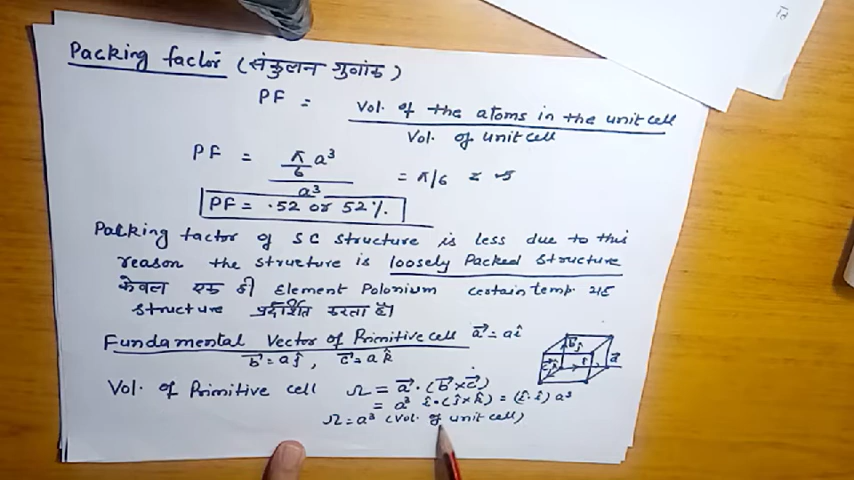 Packing factor (संकुलन गुणांक)
PF = Vol. of the atoms in the unit cell / Vol. of unit cell
PF = π/6 a³ / a³ = π/6 =
PF = .52 or 52%.
Packing factor of SC structure is less due to this
reason the structure is loosely Packed structure
केवल एक ही Element Polonium certain temp. यह
structure प्रदर्शित करता है।
Fundamental Vector of Primitive cell a⃗ = aî
b⃗ = aĵ, c⃗ = a k̂
Vol. of Primitive cell Ω = a⃗·(b⃗×c⃗)
= a³ î·(ĵ×k̂) = (î·î) a³
Ω = a³ (Vol. of unit cell)